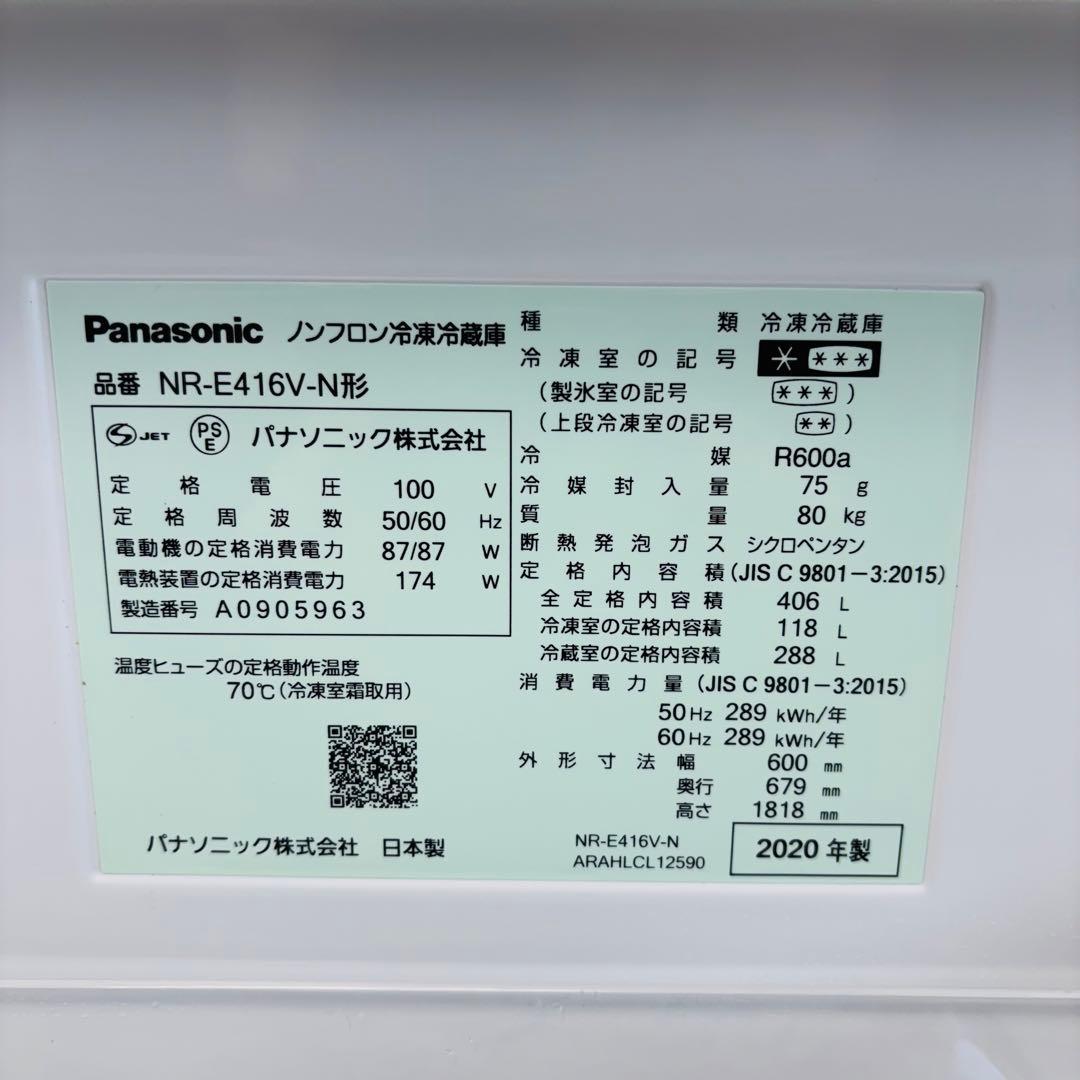 Panasonic ノンフロン冷凍冷蔵庫
品番 NR-E416V-N形
S JET PSE パナソニック株式会社
定格電圧 100 V
定格周波数 50/60 Hz
電動機の定格消費電力 87/87 W
電熱装置の定格消費電力 174 W
製造番号 A0905963
温度ヒューズの定格動作温度
70℃(冷凍室霜取用)
パナソニック株式会社 日本製
種類 冷凍冷蔵庫
冷凍室の記号 * ***
(製氷室の記号 ***)
(上段冷凍室の記号 **)
冷媒 R600a
冷媒封入量 75 g
質量 80 kg
断熱発泡ガス シクロペンタン
定格内容積(JIS C 9801-3:2015)
全定格内容積 406 L
冷凍室の定格内容積 118 L
冷蔵室の定格内容積 288 L
消費電力量(JIS C 9801-3:2015)
50Hz 289 kWh/年
60Hz 289 kWh/年
外形寸法 幅 600 mm
奥行 679 mm
高さ 1818 mm
NR-E416V-N
ARAHLCL12590
2020 年製